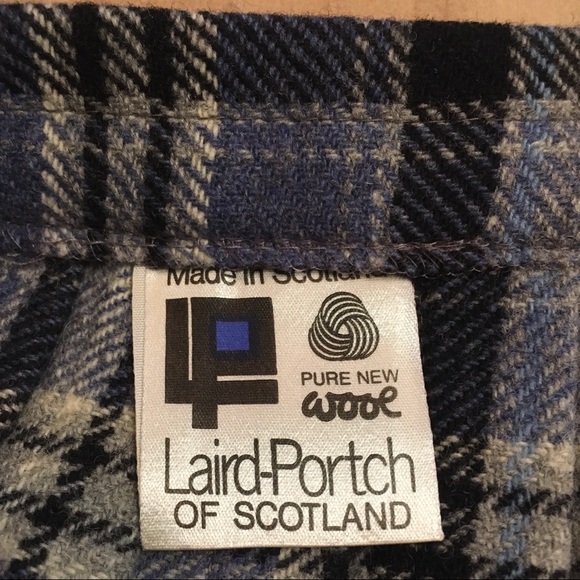 Made in Scotland
PURE NEW
wool
Laird-Portch
OF SCOTLAND